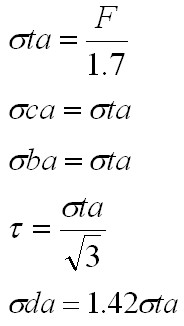 σta = F / 1.7
σca = σta
σba = σta
τ = σta / √3
σda = 1.42σta